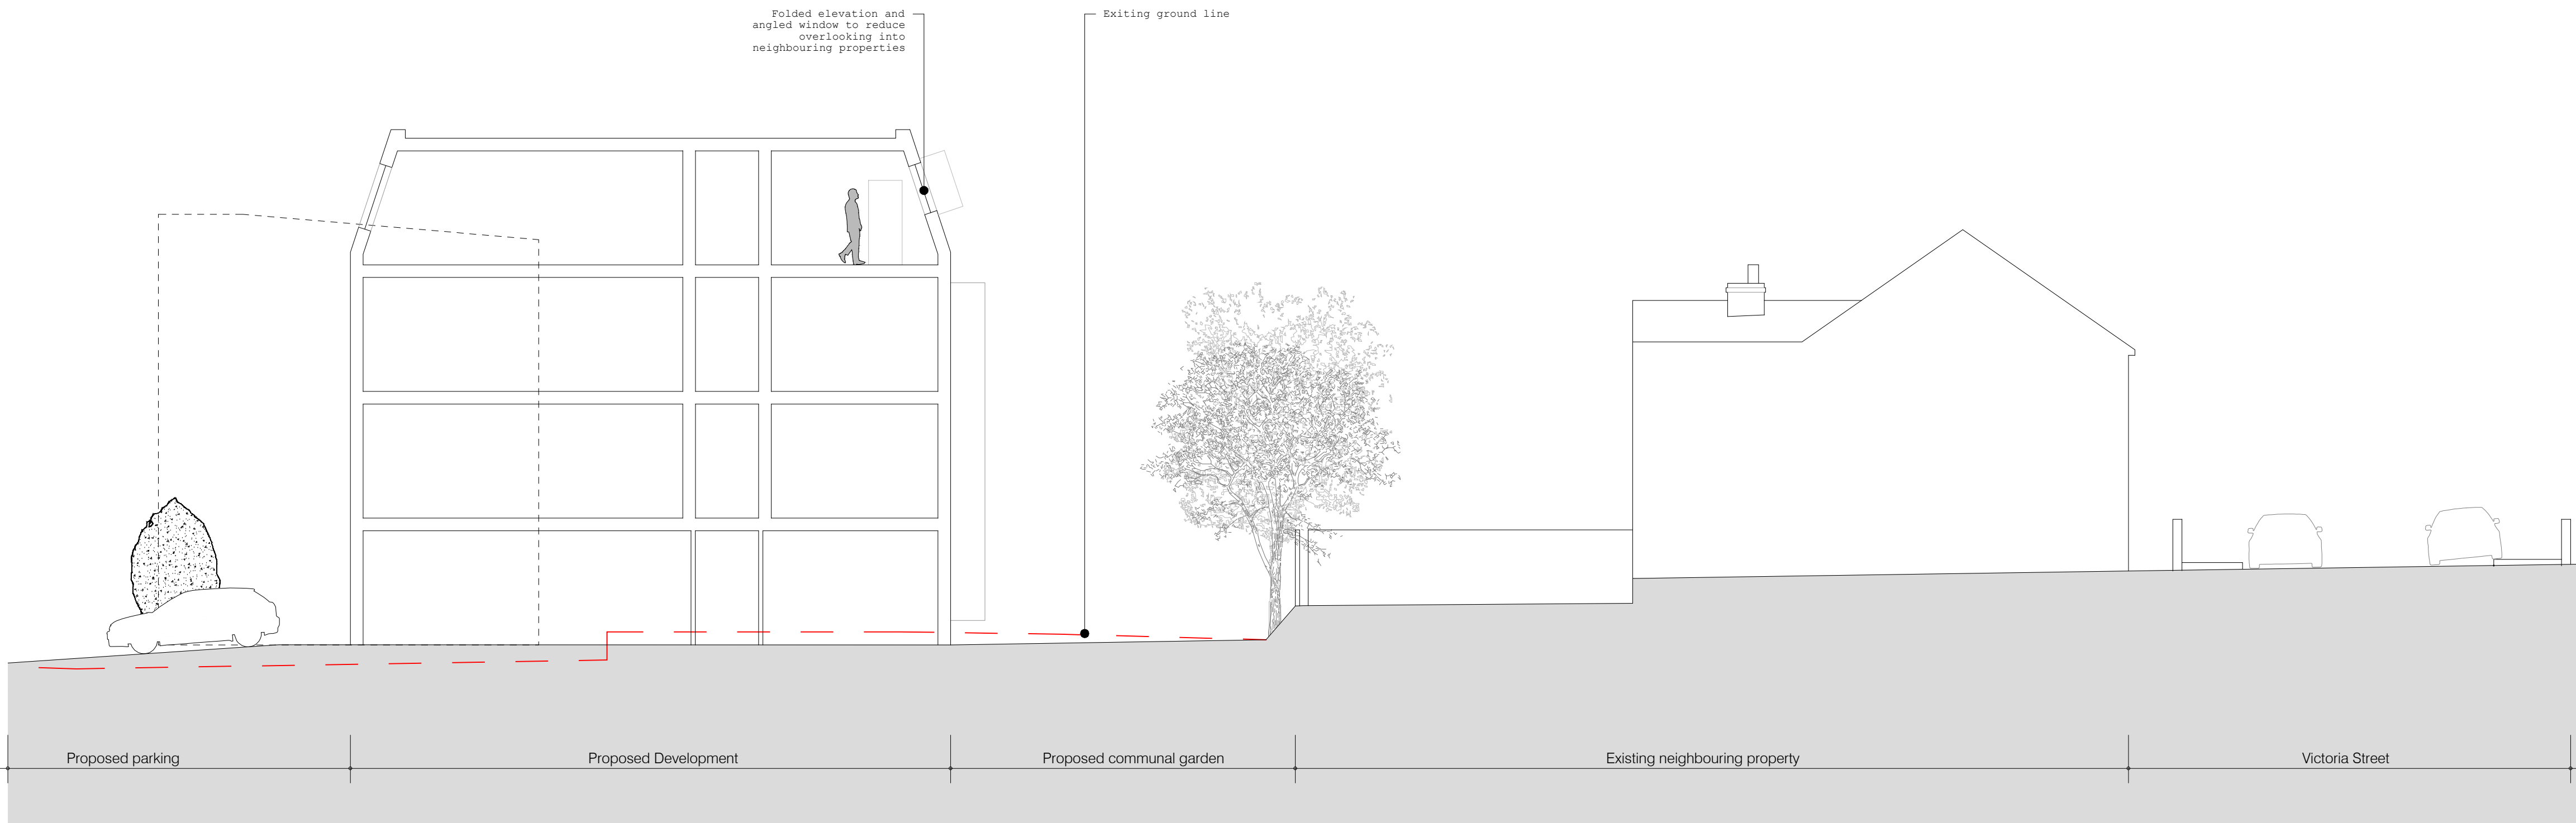 Folded elevation and
angled window to reduce
overlooking into
neighbouring properties
Exiting ground line
Proposed parking
Proposed Development
Proposed communal garden
Existing neighbouring property
Victoria Street